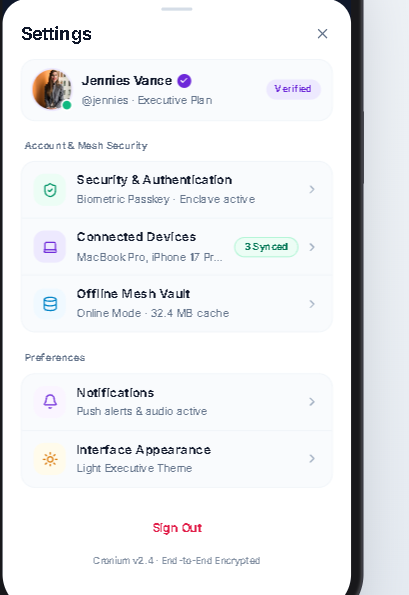 Settings
Jennies Vance
@jennies · Executive Plan
Verified
Account & Mesh Security
Security & Authentication
Biometric Passkey · Enclave active
Connected Devices
MacBook Pro, iPhone 17 Pr...
3 Synced
Offline Mesh Vault
Online Mode · 32.4 MB cache
Preferences
Notifications
Push alerts & audio active
Interface Appearance
Light Executive Theme
Sign Out
Cranium v2.4 · End-to-End Encrypted